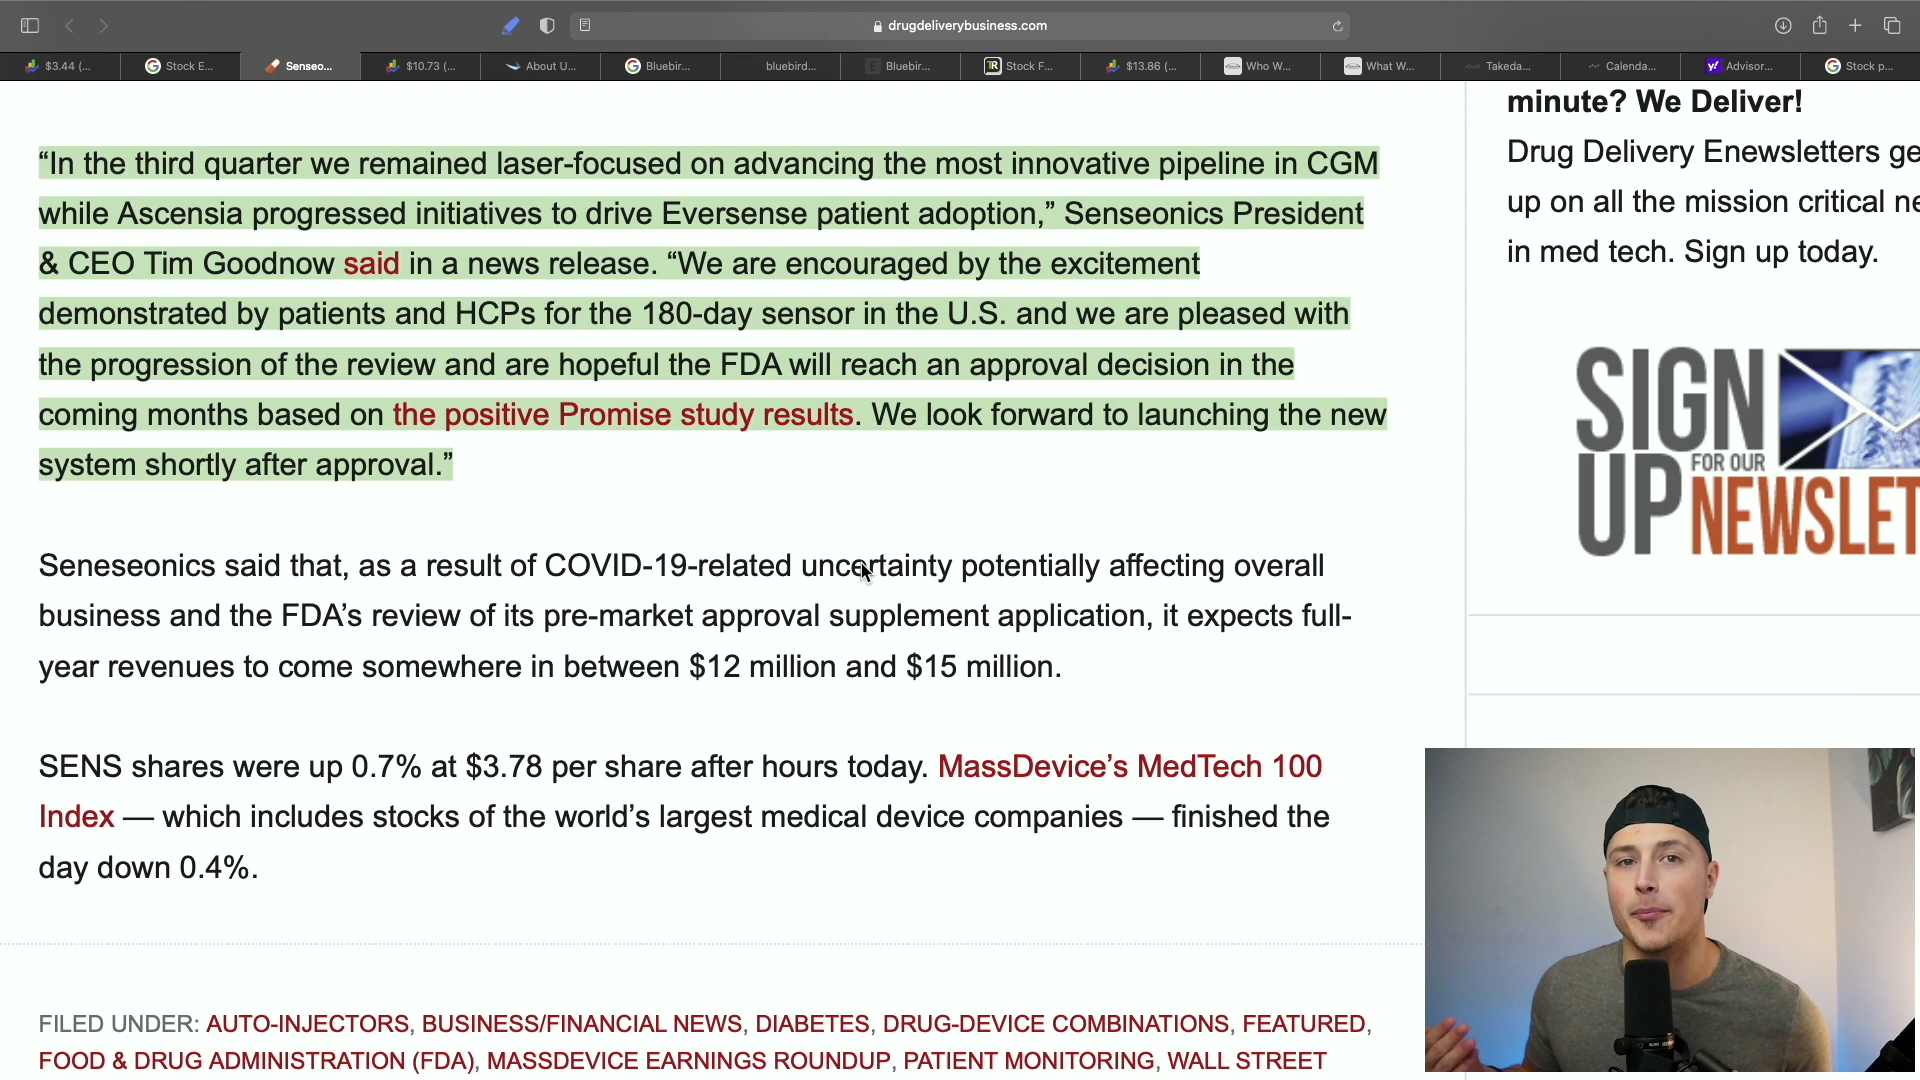 drugdeliverybusiness.com
$3.44 (...
Stock E...
Senseo...
$10.73 (...
About U...
Bluebir...
bluebird...
Bluebir...
Stock F...
$13.86 (...
Who W...
What W...
Takeda...
Calenda...
Advisor...
Stock p...
“In the third quarter we remained laser-focused on advancing the most innovative pipeline in CGM
while Ascensia progressed initiatives to drive Eversense patient adoption,” Senseonics President
& CEO Tim Goodnow said in a news release. “We are encouraged by the excitement
demonstrated by patients and HCPs for the 180-day sensor in the U.S. and we are pleased with
the progression of the review and are hopeful the FDA will reach an approval decision in the
coming months based on the positive Promise study results. We look forward to launching the new
system shortly after approval.”
Seneseonics said that, as a result of COVID-19-related uncertainty potentially affecting overall
business and the FDA’s review of its pre-market approval supplement application, it expects full-
year revenues to come somewhere in between $12 million and $15 million.
SENS shares were up 0.7% at $3.78 per share after hours today. MassDevice’s MedTech 100
Index — which includes stocks of the world’s largest medical device companies — finished the
day down 0.4%.
FILED UNDER: AUTO-INJECTORS, BUSINESS/FINANCIAL NEWS, DIABETES, DRUG-DEVICE COMBINATIONS, FEATURED,
FOOD & DRUG ADMINISTRATION (FDA), MASSDEVICE EARNINGS ROUNDUP, PATIENT MONITORING, WALL STREET
minute? We Deliver!
Drug Delivery Enewsletters ge
up on all the mission critical ne
in med tech. Sign up today.
SIGN
UP
FOR OUR
NEWSLET